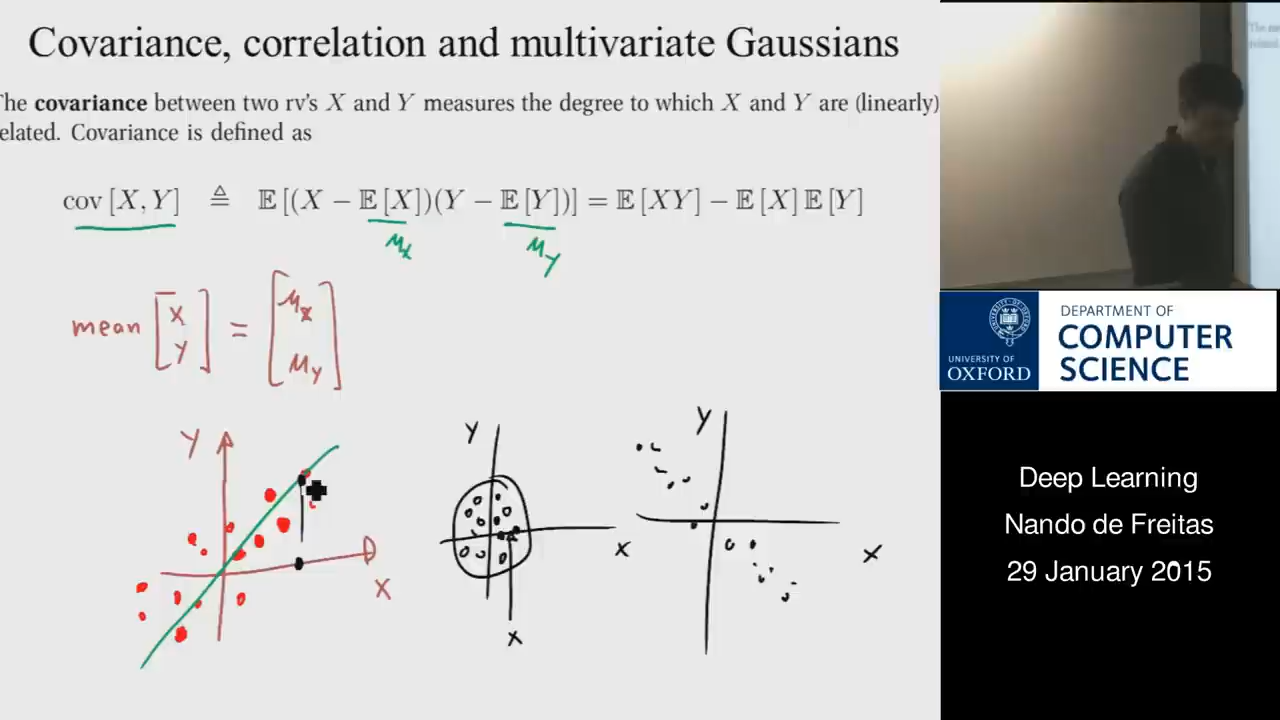 Covariance, correlation and multivariate Gaussians
The covariance between two rv's X and Y measures the degree to which X and Y are (linearly)
elated. Covariance is defined as
cov [X, Y] ≜ 𝔼 [(X − 𝔼 [X])(Y − 𝔼 [Y])] = 𝔼 [XY] − 𝔼 [X] 𝔼 [Y]
μx μy
mean [x y] = [μx μy]
Y X
Y X x
Y X
UNIVERSITY OF
OXFORD
DEPARTMENT OF
COMPUTER
SCIENCE
Deep Learning
Nando de Freitas
29 January 2015